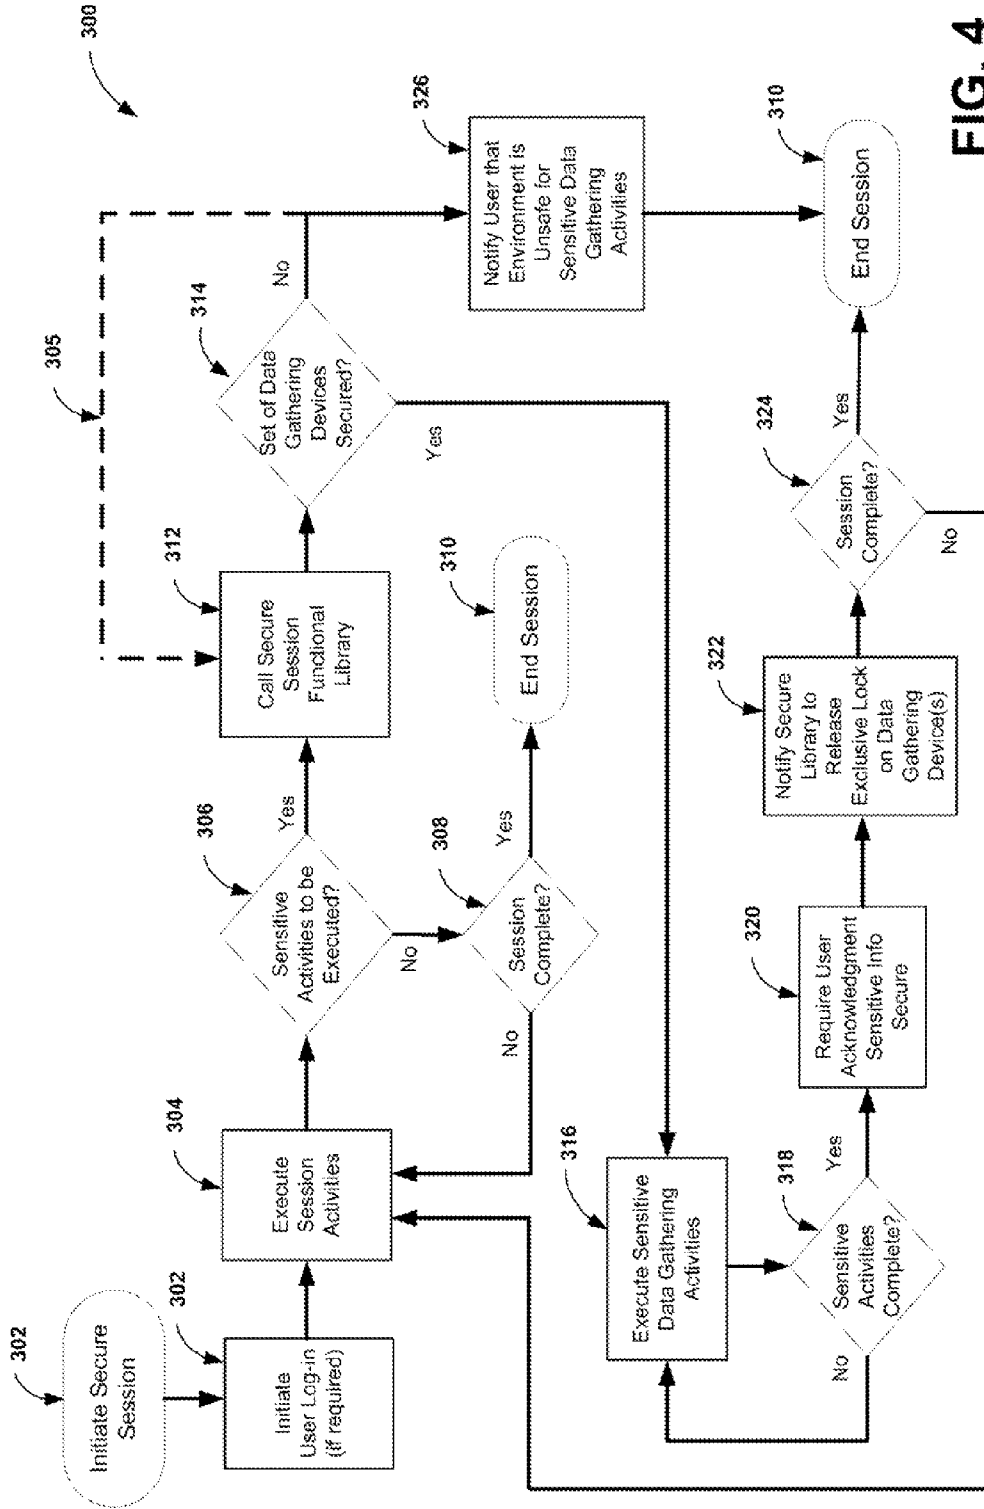 300
302
Initiate Secure
Session
302
Initiate
User Log-in
(if required)
304
Execute
Session
Activities
306
Sensitive
Activities to be
Executed?
Yes
No
308
Session
Complete?
Yes
No
310
End Session
312
Call Secure
Session
Functional
Library
305
314
Set of Data
Gathering
Devices
Secured?
No
Yes
326
Notify User that
Environment is
Unsafe for
Sensitive Data
Gathering
Activities
310
End Session
316
Execute Sensitive
Data Gathering
Activities
318
Sensitive
Activities
Complete?
No
Yes
320
Require User
Acknowledgment
Sensitive Info
Secure
322
Notify Secure
Library to
Release
Exclusive Lock
on Data
Gathering
Device(s)
324
Session
Complete?
Yes
No
FIG. 4